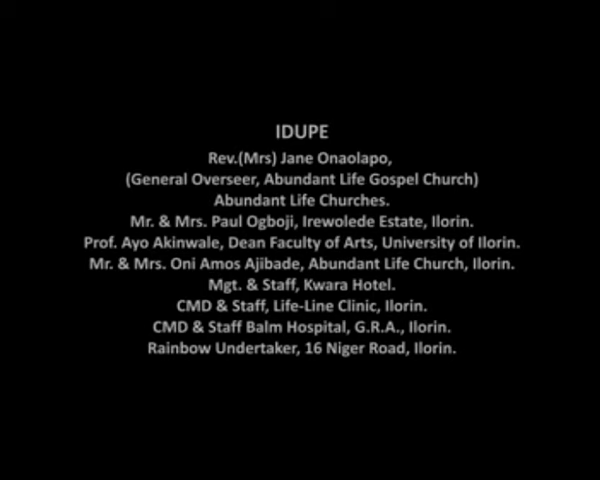 IDUPE
Rev.(Mrs) Jane Onaolapo,
(General Overseer, Abundant Life Gospel Church)
Abundant Life Churches.
Mr. & Mrs. Paul Ogboji, Irewolede Estate, Ilorin.
Prof. Ayo Akinwale, Dean Faculty of Arts, University of Ilorin.
Mr. & Mrs. Oni Amos Ajibade, Abundant Life Church, Ilorin.
Mgt. & Staff, Kwara Hotel.
CMD & Staff, Life-Line Clinic, Ilorin.
CMD & Staff Balm Hospital, G.R.A., Ilorin.
Rainbow Undertaker, 16 Niger Road, Ilorin.